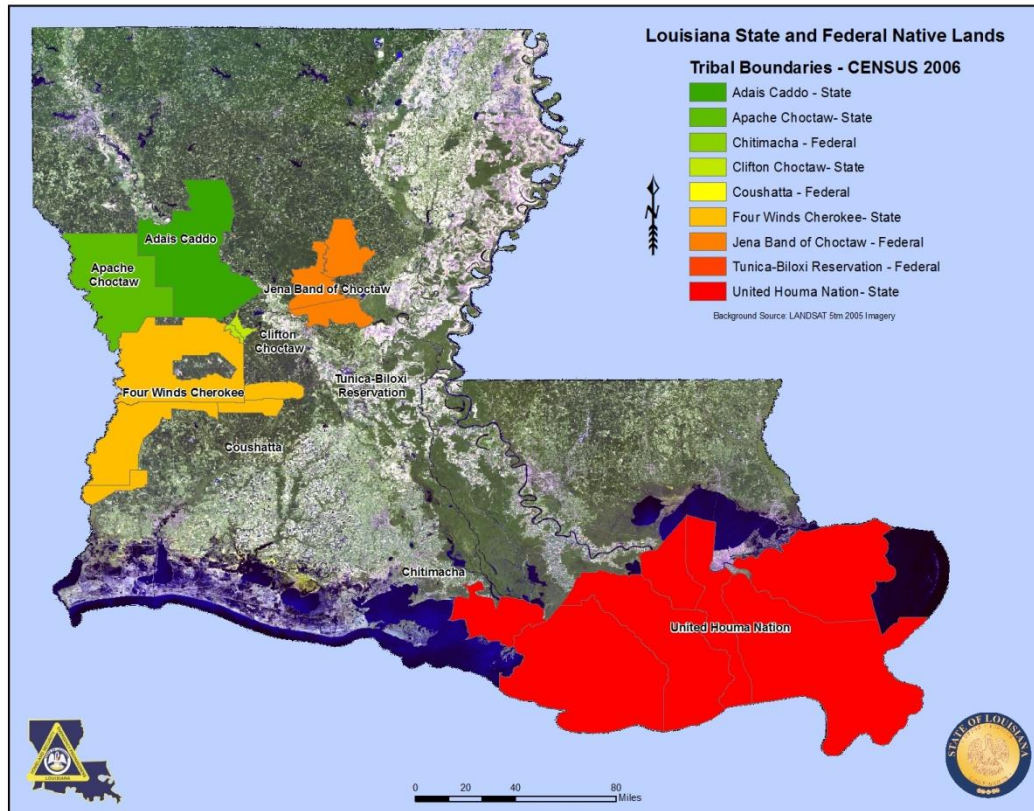 Louisiana State and Federal Native Lands
Tribal Boundaries - CENSUS 2006
Adais Caddo - State
Apache Choctaw- State
Chitimacha - Federal
Clifton Choctaw- State
Coushatta - Federal
Four Winds Cherokee- State
Jena Band of Choctaw - Federal
Tunica-Biloxi Reservation - Federal
United Houma Nation- State
Background Source: LANDSAT 5tm 2005 Imagery
N
Adais Caddo
Apache
Choctaw
Jena Band of Choctaw
Clifton
Choctaw
Four Winds Cherokee
Tunica-Biloxi
Reservation
Coushatta
Chitimacha
United Houma Nation
LOUISIANA
0 20 40 80
Miles
STATE OF LOUISIANA